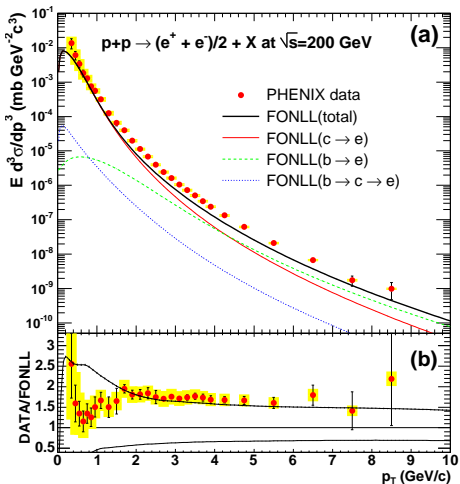 p+p → (e⁺ + e⁻)/2 + X at √s=200 GeV
(a)
PHENIX data
FONLL(total)
FONLL(c → e)
FONLL(b → e)
FONLL(b → c → e)
E d³σ/dp³ (mb GeV⁻²c³)
10⁻²
10⁻³
10⁻⁴
10⁻⁵
10⁻⁶
10⁻⁷
10⁻⁸
10⁻⁹
10⁻¹⁰
(b)
DATA/FONLL
3
2.5
2
1.5
1
0.5
0 1 2 3 4 5 6 7 8 9 10
p_T (GeV/c)